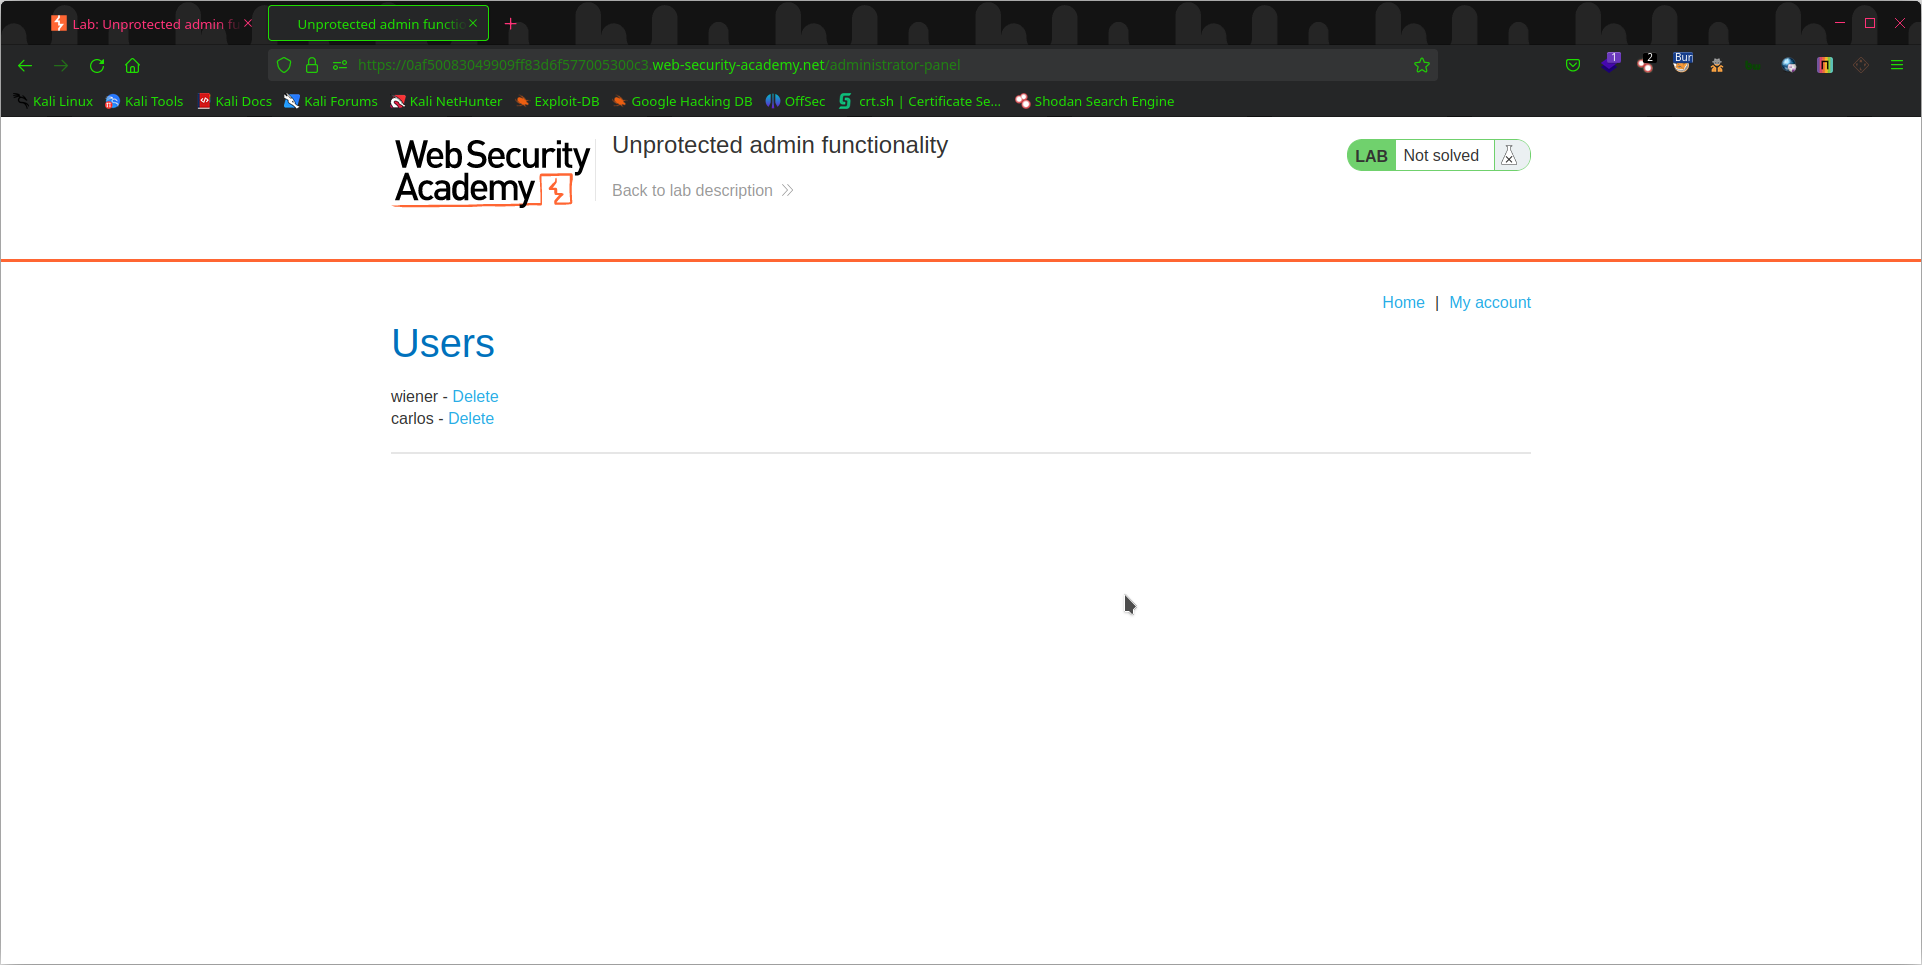 Lab: Unprotected admin fu
Unprotected admin functio
https://0af50083049909ff83d6f577005300c3.web-security-academy.net/administrator-panel
1
2
Bur
Kali Linux Kali Tools Kali Docs Kali Forums Kali NetHunter Exploit-DB Google Hacking DB OffSec crt.sh | Certificate Se... Shodan Search Engine
Web Security
Academy
Unprotected admin functionality
Back to lab description
LAB Not solved
Home | My account
Users
wiener - Delete
carlos - Delete